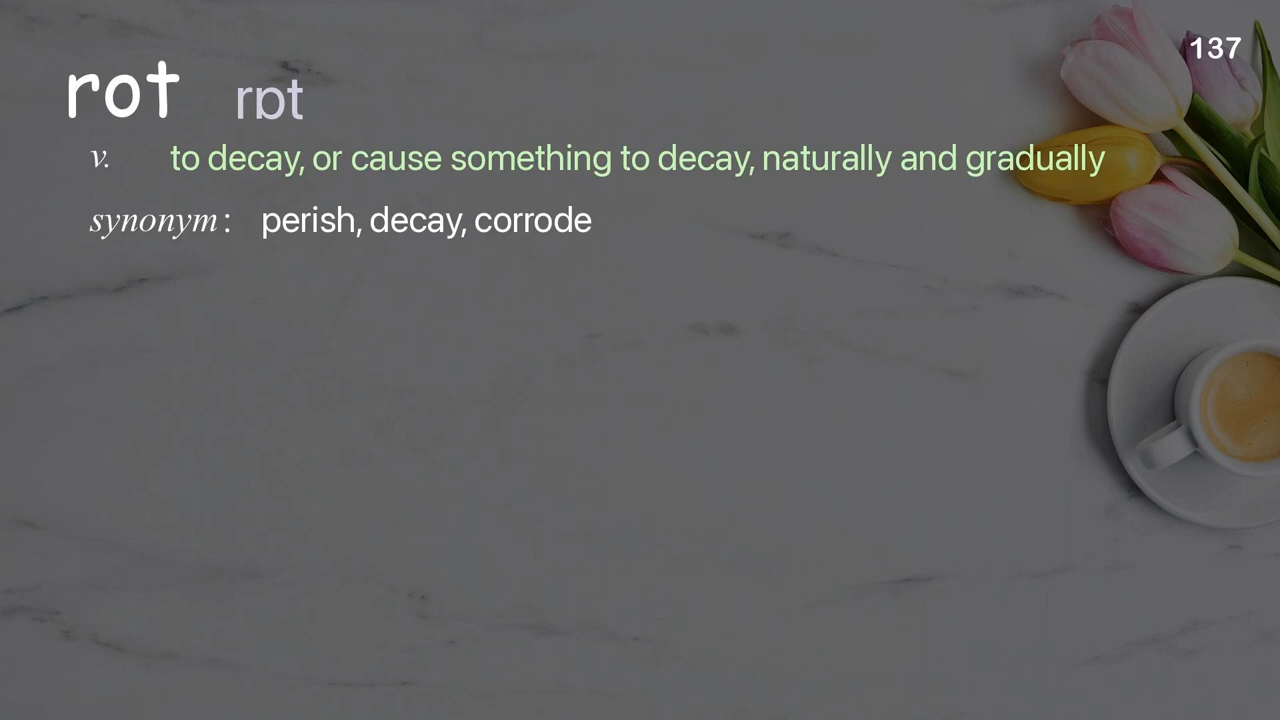 137
rot rɒt
v. to decay, or cause something to decay, naturally and gradually
synonym: perish, decay, corrode